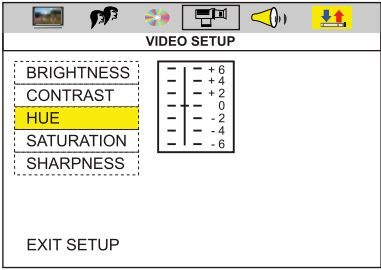 VIDEO SETUP
BRIGHTNESS
CONTRAST
HUE
SATURATION
SHARPNESS
+ 6
+ 4
+ 2
0
- 2
- 4
- 6
EXIT SETUP